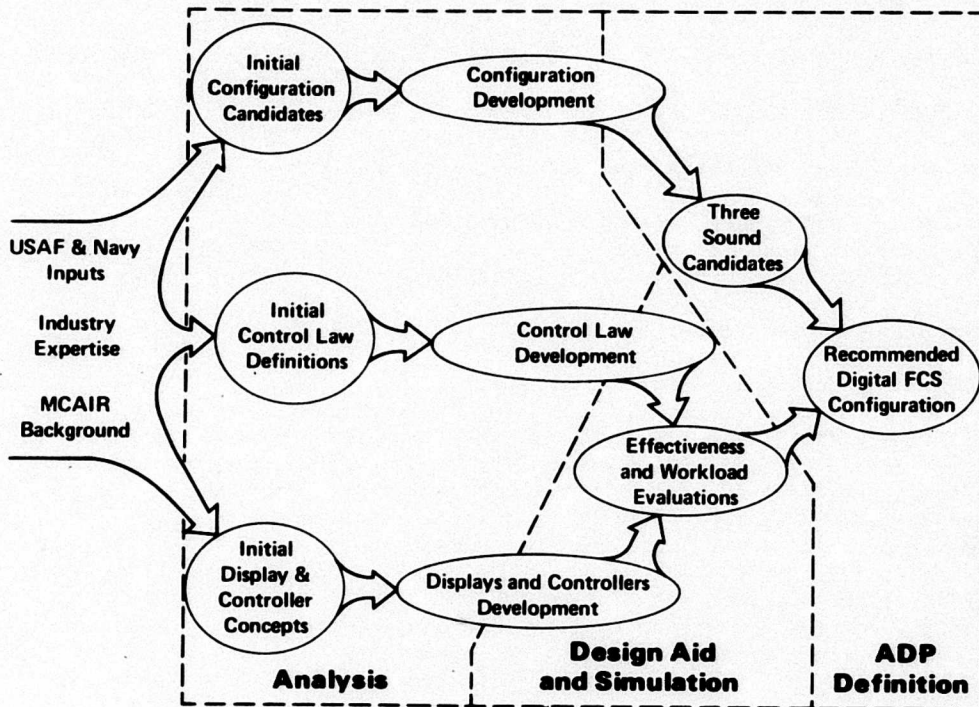 Initial
Configuration
Candidates
Configuration
Development
USAF & Navy
Inputs
Industry
Expertise
MCAIR
Background
Three
Sound
Candidates
Initial
Control Law
Definitions
Control Law
Development
Recommended
Digital FCS
Configuration
Effectiveness
and Workload
Evaluations
Initial
Display &
Controller
Concepts
Displays and Controllers
Development
Analysis
Design Aid
and Simulation
ADP
Definition